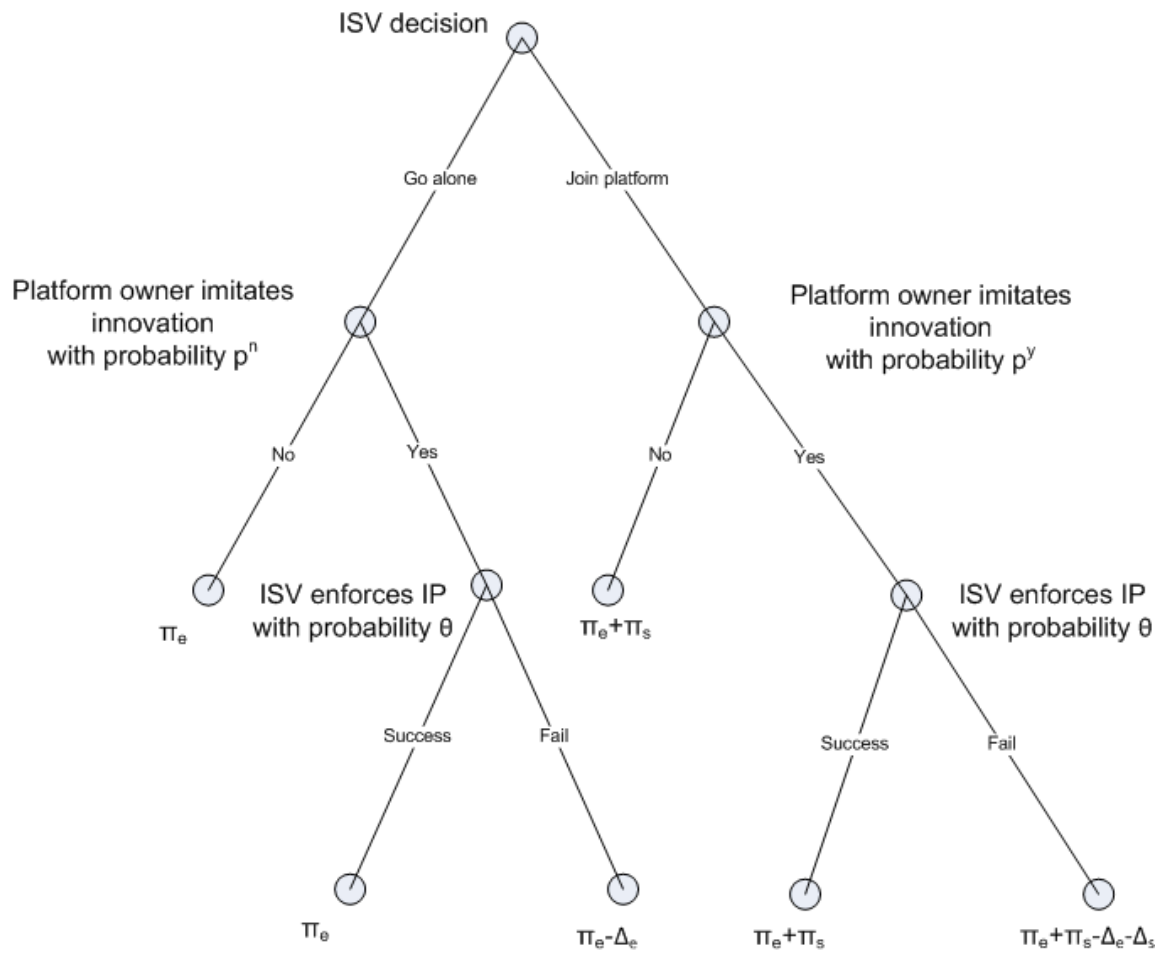 ISV decision
Go alone
Join platform
Platform owner imitates
innovation
with probability pⁿ
Platform owner imitates
innovation
with probability pʸ
No
Yes
No
Yes
πₑ
ISV enforces IP
with probability θ
πₑ+πₛ
ISV enforces IP
with probability θ
Success
Fail
Success
Fail
πₑ
πₑ-Δₑ
πₑ+πₛ
πₑ+πₛ-Δₑ-Δₛ